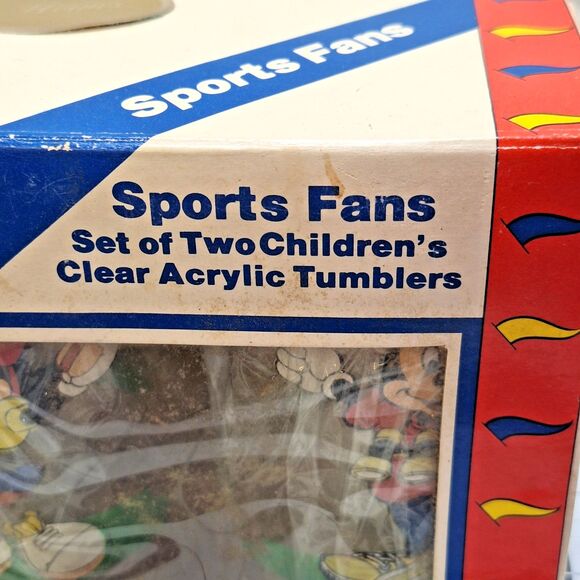 Sports Fans
Sports Fans
Set of Two Children's
Clear Acrylic Tumblers